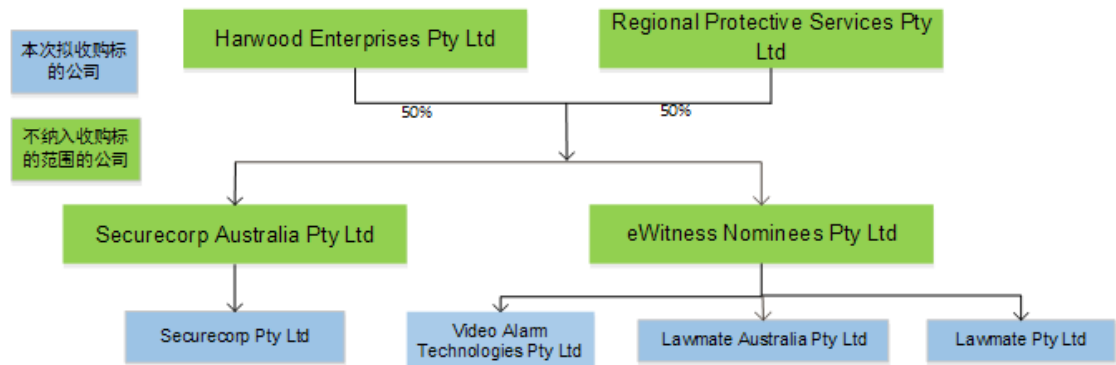 本次拟收购标
的公司
Harwood Enterprises Pty Ltd
Regional Protective Services Pty
Ltd
50%
50%
不纳入收购标
的范围的公司
Securecorp Australia Pty Ltd
eWitness Nominees Pty Ltd
Securecorp Pty Ltd
Video Alarm
Technologies Pty Ltd
Lawmate Australia Pty Ltd
Lawmate Pty Ltd